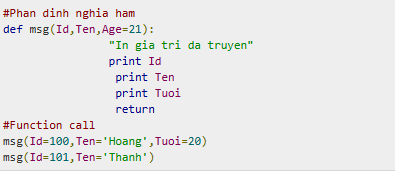 #Phan dinh nghia ham
def msg(Id,Ten,Age=21):
"In gia tri da truyen"
print Id
print Ten
print Tuoi
return
#Function call
msg(Id=100,Ten='Hoang',Tuoi=20)
msg(Id=101,Ten='Thanh')